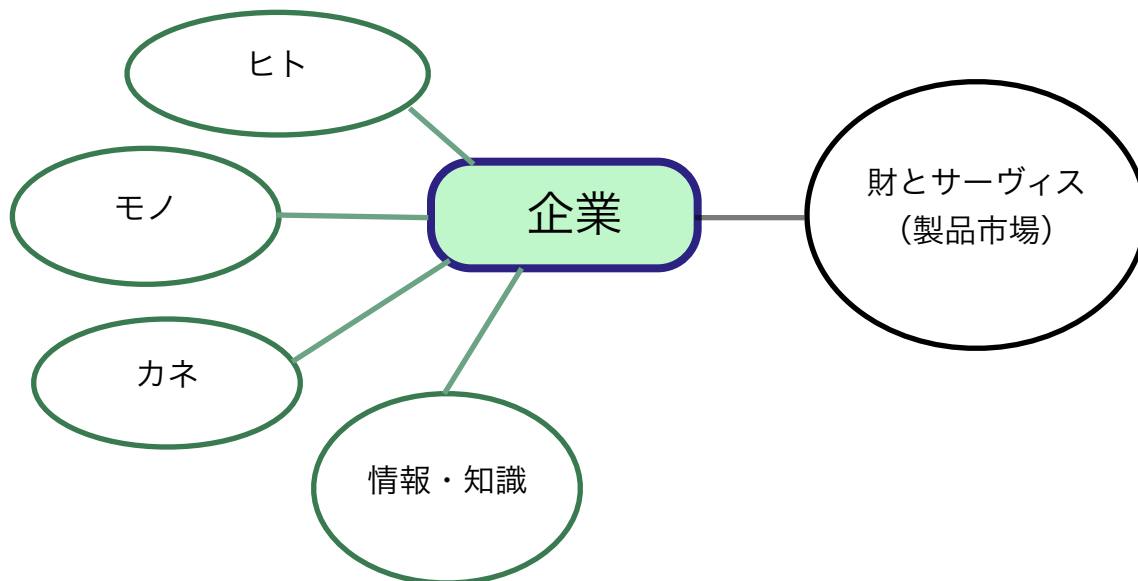 ヒト
モノ
企業
財とサーヴィス
（製品市場）
カネ
情報・知識